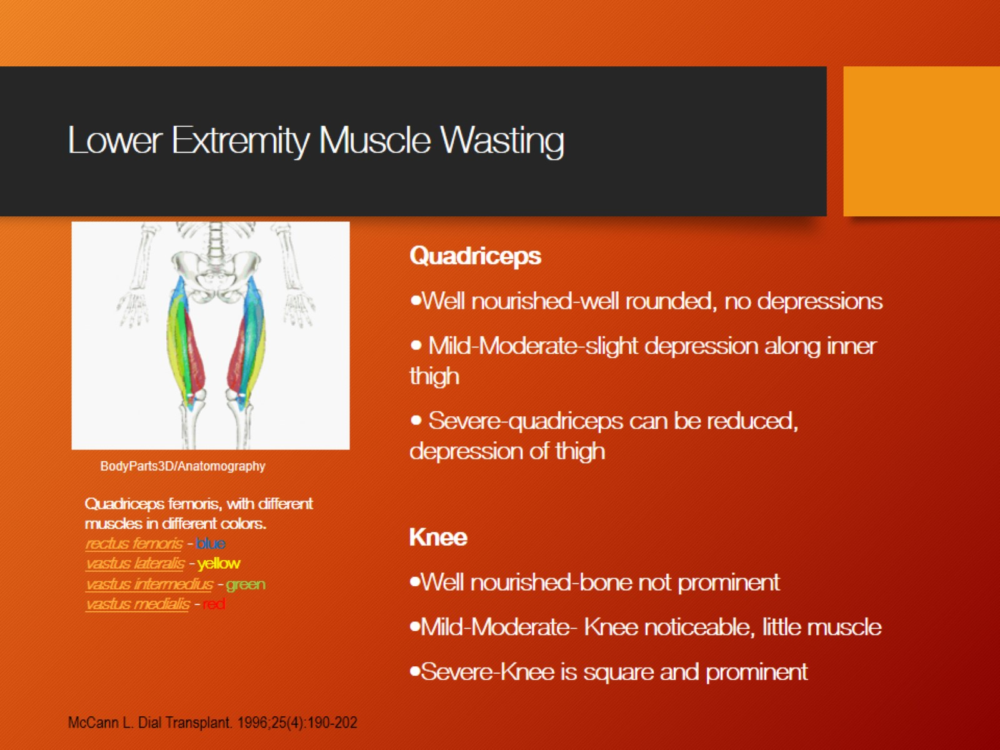 Lower Extremity Muscle Wasting
BodyParts3D/Anatomography
Quadriceps femoris, with different
muscles in different colors.
rectus femoris - blue
vastus lateralis - yellow
vastus intermedius - green
vastus medialis - red
Quadriceps
•Well nourished-well rounded, no depressions
• Mild-Moderate-slight depression along inner
thigh
• Severe-quadriceps can be reduced,
depression of thigh
Knee
•Well nourished-bone not prominent
•Mild-Moderate- Knee noticeable, little muscle
•Severe-Knee is square and prominent
McCann L. Dial Transplant. 1996;25(4):190-202